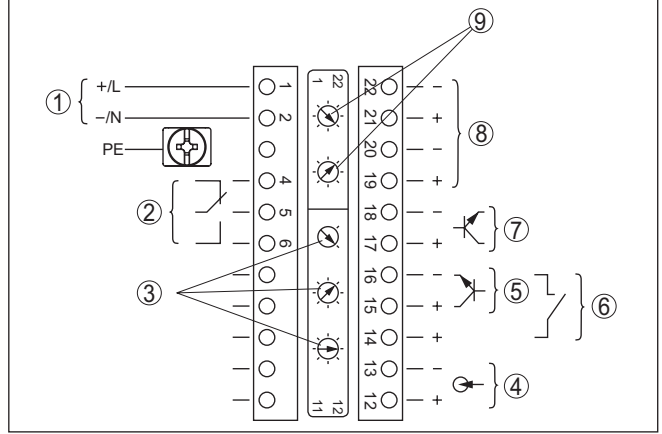 ⑨
① +/L 1 1 22 22 −
−/N 2 21 + ⑧
PE 20 −
4 19 +
② 5 18 − ⑦
6 17 +
③ 16 − ⑤ ⑥
15 +
14 +
13 − ④
11 12 12 +